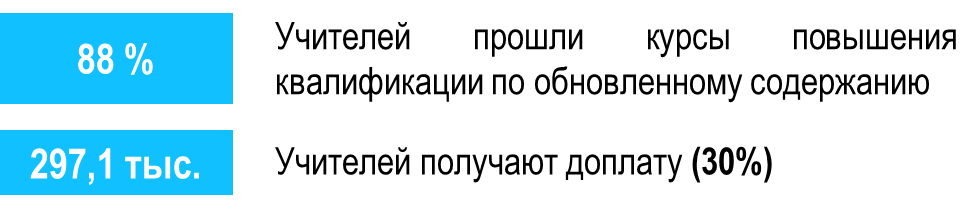 88 %
Учителей прошли курсы повышения
квалификации по обновленному содержанию
297,1 тыс.
Учителей получают доплату (30%)